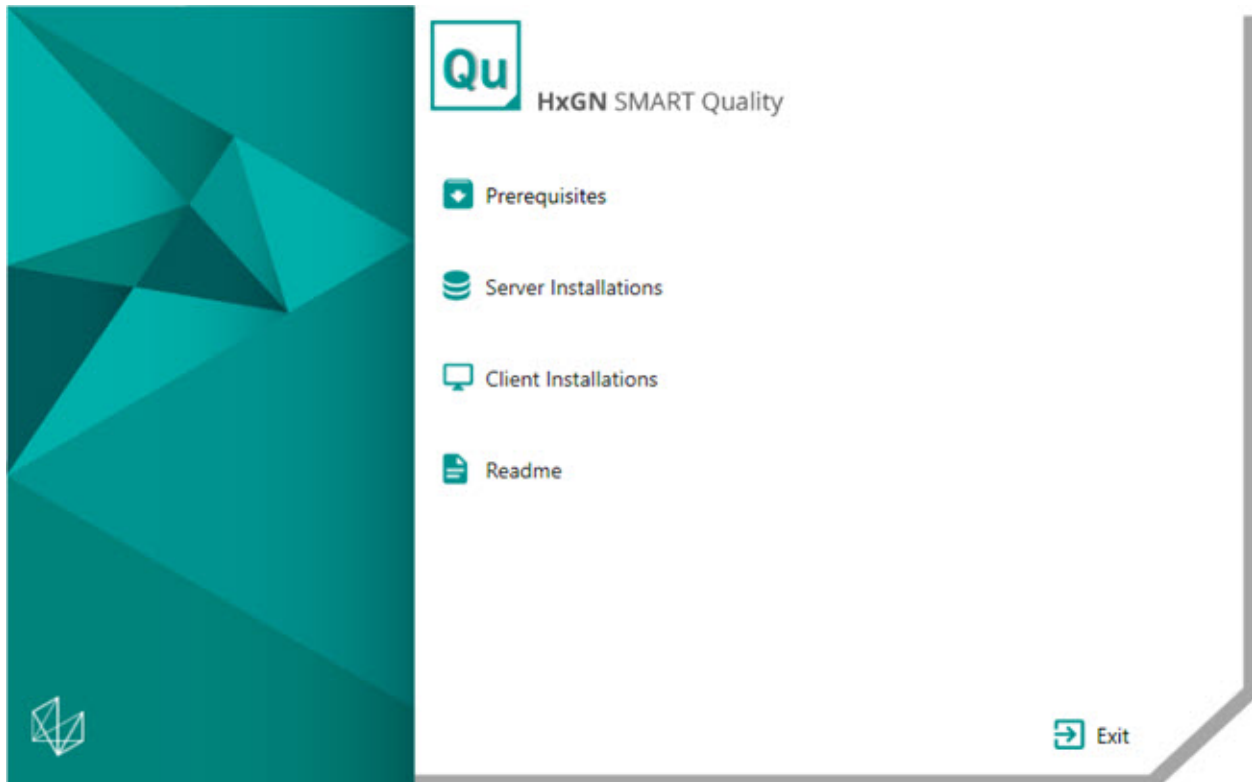 Qu
HxGN SMART Quality
Prerequisites
Server Installations
Client Installations
Readme
Exit